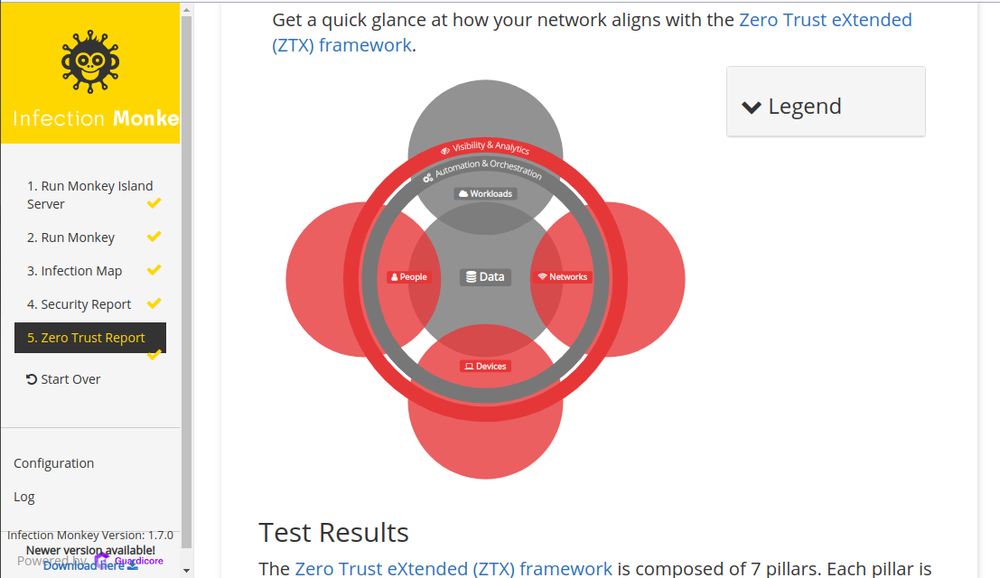 Infection Monke
1. Run Monkey Island
Server
2. Run Monkey
3. Infection Map
4. Security Report
5. Zero Trust Report
Start Over
Configuration
Log
Infection Monkey Version: 1.7.0
Newer version available!
Powered by Guardicore
Download here
Get a quick glance at how your network aligns with the Zero Trust eXtended
(ZTX) framework.
Legend
Visibility & Analytics
Automation & Orchestration
Workloads
People
Data
Networks
Devices
Test Results
The Zero Trust eXtended (ZTX) framework is composed of 7 pillars. Each pillar is